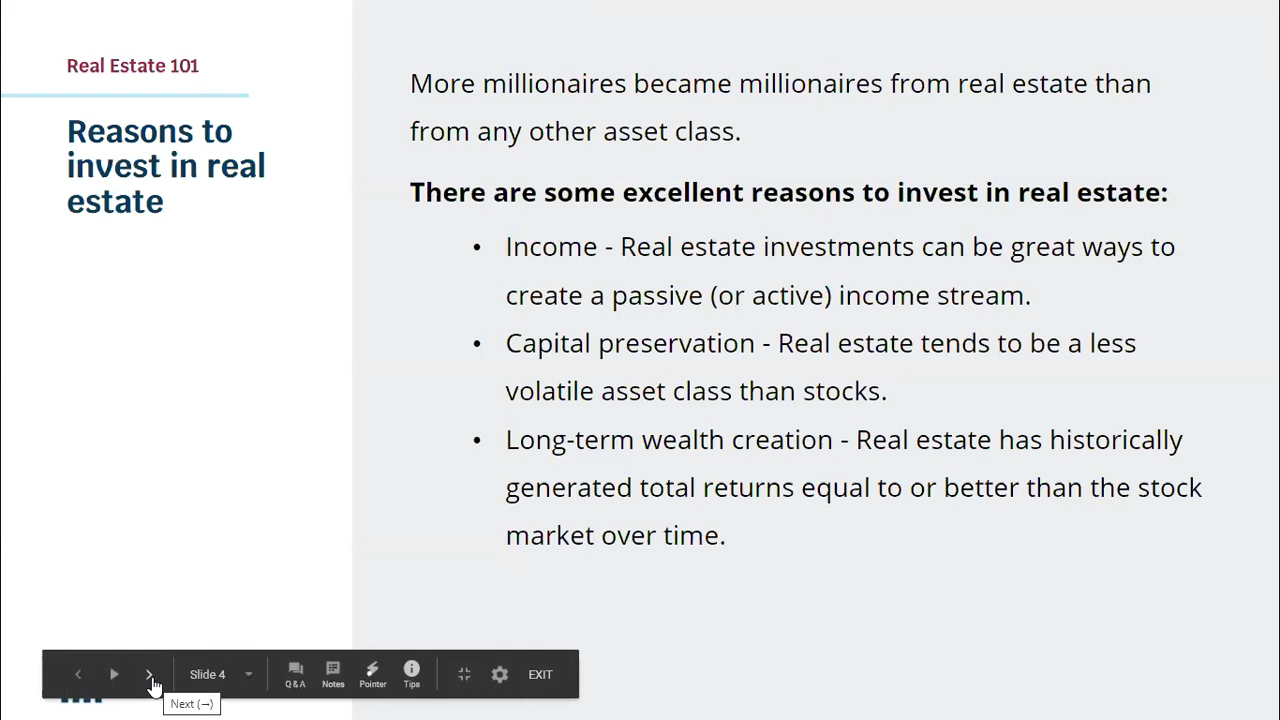 Real Estate 101
Reasons to
invest in real
estate
More millionaires became millionaires from real estate than
from any other asset class.
There are some excellent reasons to invest in real estate:
• Income - Real estate investments can be great ways to
create a passive (or active) income stream.
• Capital preservation - Real estate tends to be a less
volatile asset class than stocks.
• Long-term wealth creation - Real estate has historically
generated total returns equal to or better than the stock
market over time.
Slide 4
Q & A
Notes
Pointer
Tips
EXIT
Next (→)